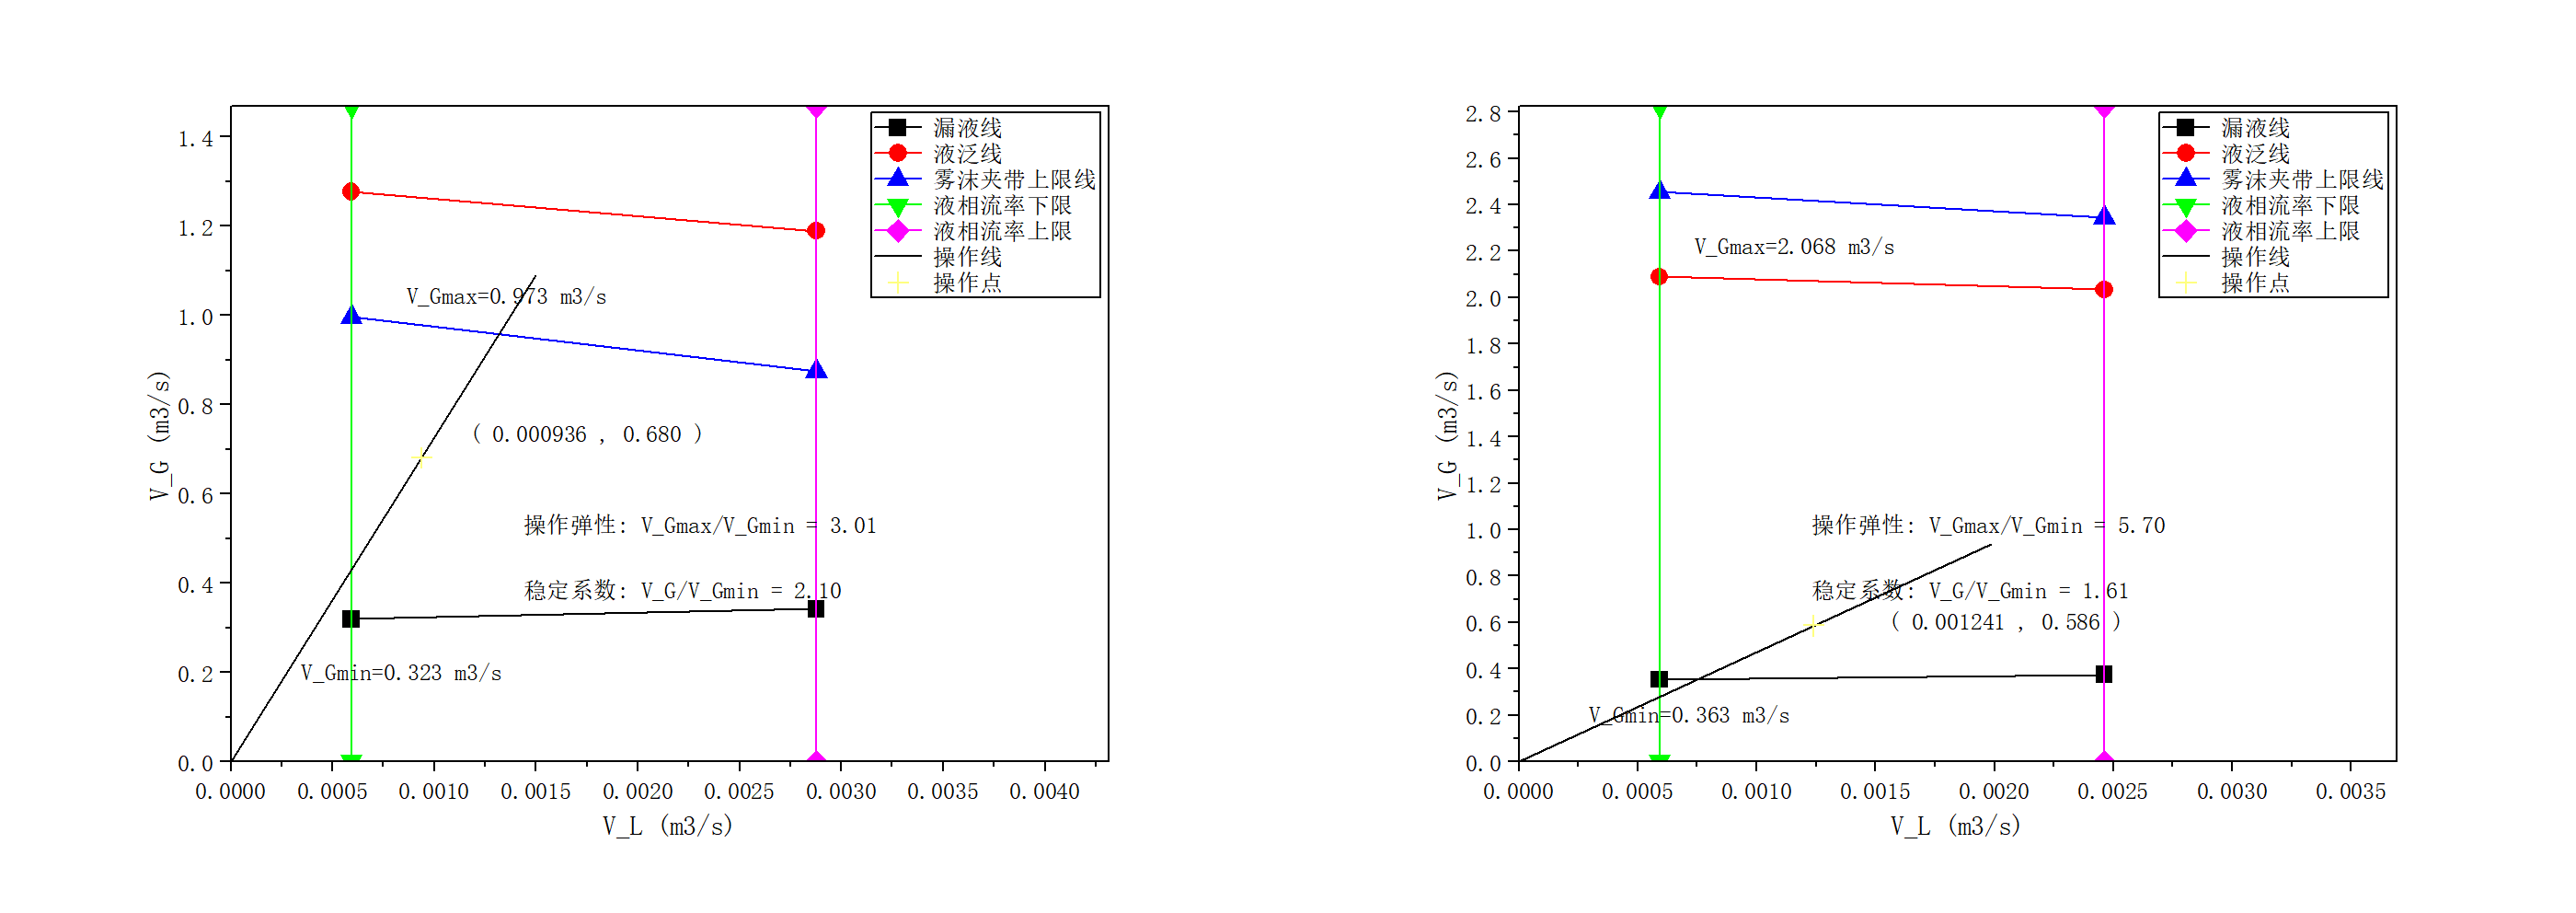 1.4
1.2
1.0
0.8
0.6
0.4
0.2
0.0
V_G (m3/s)
0.0000 0.0005 0.0010 0.0015 0.0020 0.0025 0.0030 0.0035 0.0040
V_L (m3/s)
漏液线
液泛线
雾沫夹带上限线
液相流率下限
液相流率上限
操作线
操作点
V_Gmax=0.973 m3/s
( 0.000936 , 0.680 )
操作弹性: V_Gmax/V_Gmin = 3.01
稳定系数: V_G/V_Gmin = 2.10
V_Gmin=0.323 m3/s
2.8
2.6
2.4
2.2
2.0
1.8
1.6
1.4
1.2
1.0
0.8
0.6
0.4
0.2
0.0
V_G (m3/s)
0.0000 0.0005 0.0010 0.0015 0.0020 0.0025 0.0030 0.0035
V_L (m3/s)
漏液线
液泛线
雾沫夹带上限线
液相流率下限
液相流率上限
操作线
操作点
V_Gmax=2.068 m3/s
操作弹性: V_Gmax/V_Gmin = 5.70
稳定系数: V_G/V_Gmin = 1.61
( 0.001241 , 0.586 )
V_Gmin=0.363 m3/s